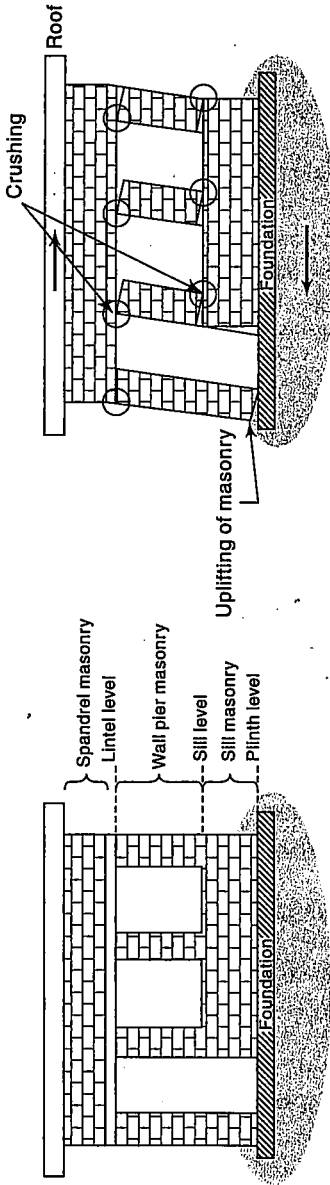 Spandrel masonry
Lintel level
Wall pier masonry
Sill level
Sill masonry
Plinth level
Foundation
Roof
Crushing
Uplifting of masonry
Foundation